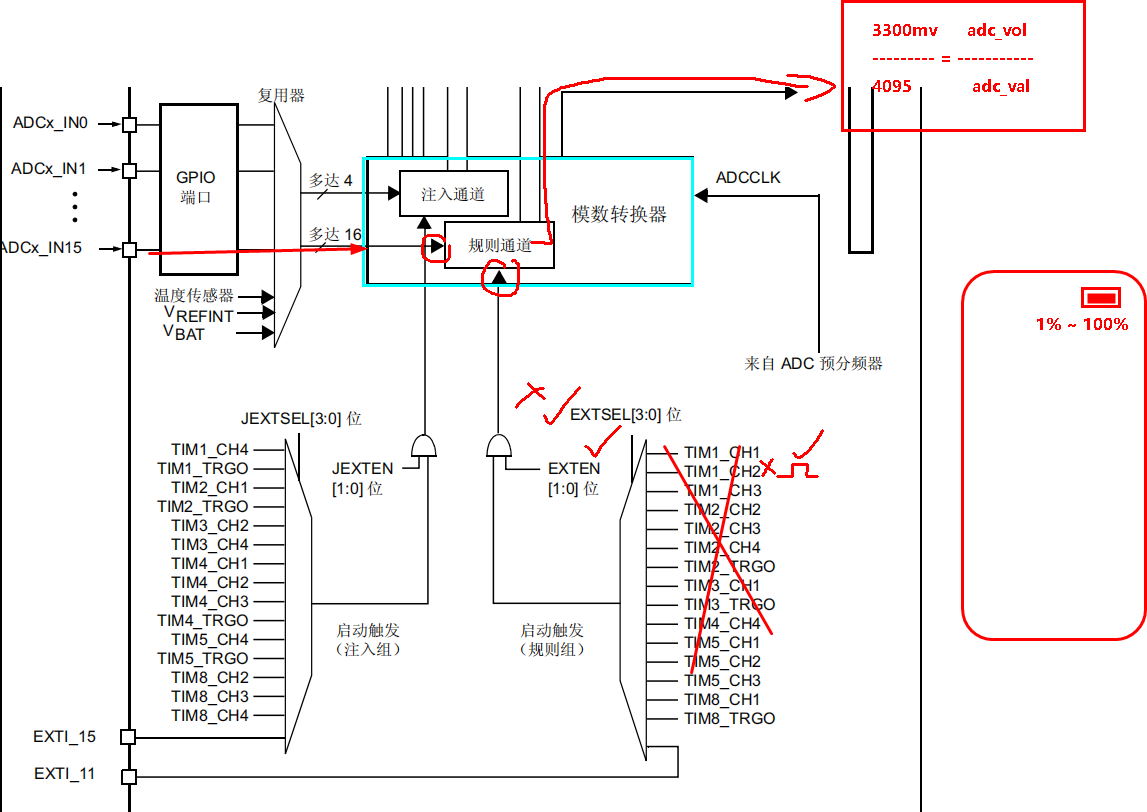 3300mv adc_vol
--------- = ------------
4095 adc_val
复用器
ADCx_IN0
ADCx_IN1
ADCx_IN15
GPIO
端口
多达 4
多达 16
注入通道
规则通道
模数转换器
ADCCLK
温度传感器
VREFINT
VBAT
来自 ADC 预分频器
1% ~ 100%
JEXTSEL[3:0] 位
TIM1_CH4
TIM1_TRGO
TIM2_CH1
TIM2_TRGO
TIM3_CH2
TIM3_CH4
TIM4_CH1
TIM4_CH2
TIM4_CH3
TIM4_TRGO
TIM5_CH4
TIM5_TRGO
TIM8_CH2
TIM8_CH3
TIM8_CH4
JEXTEN
[1:0] 位
启动触发
（注入组）
EXTSEL[3:0] 位
EXTEN
[1:0] 位
启动触发
（规则组）
TIM1_CH1
TIM1_CH2
TIM1_CH3
TIM2_CH2
TIM2_CH3
TIM2_CH4
TIM2_TRGO
TIM3_CH1
TIM3_TRGO
TIM4_CH4
TIM5_CH1
TIM5_CH2
TIM5_CH3
TIM8_CH1
TIM8_TRGO
EXTI_15
EXTI_11